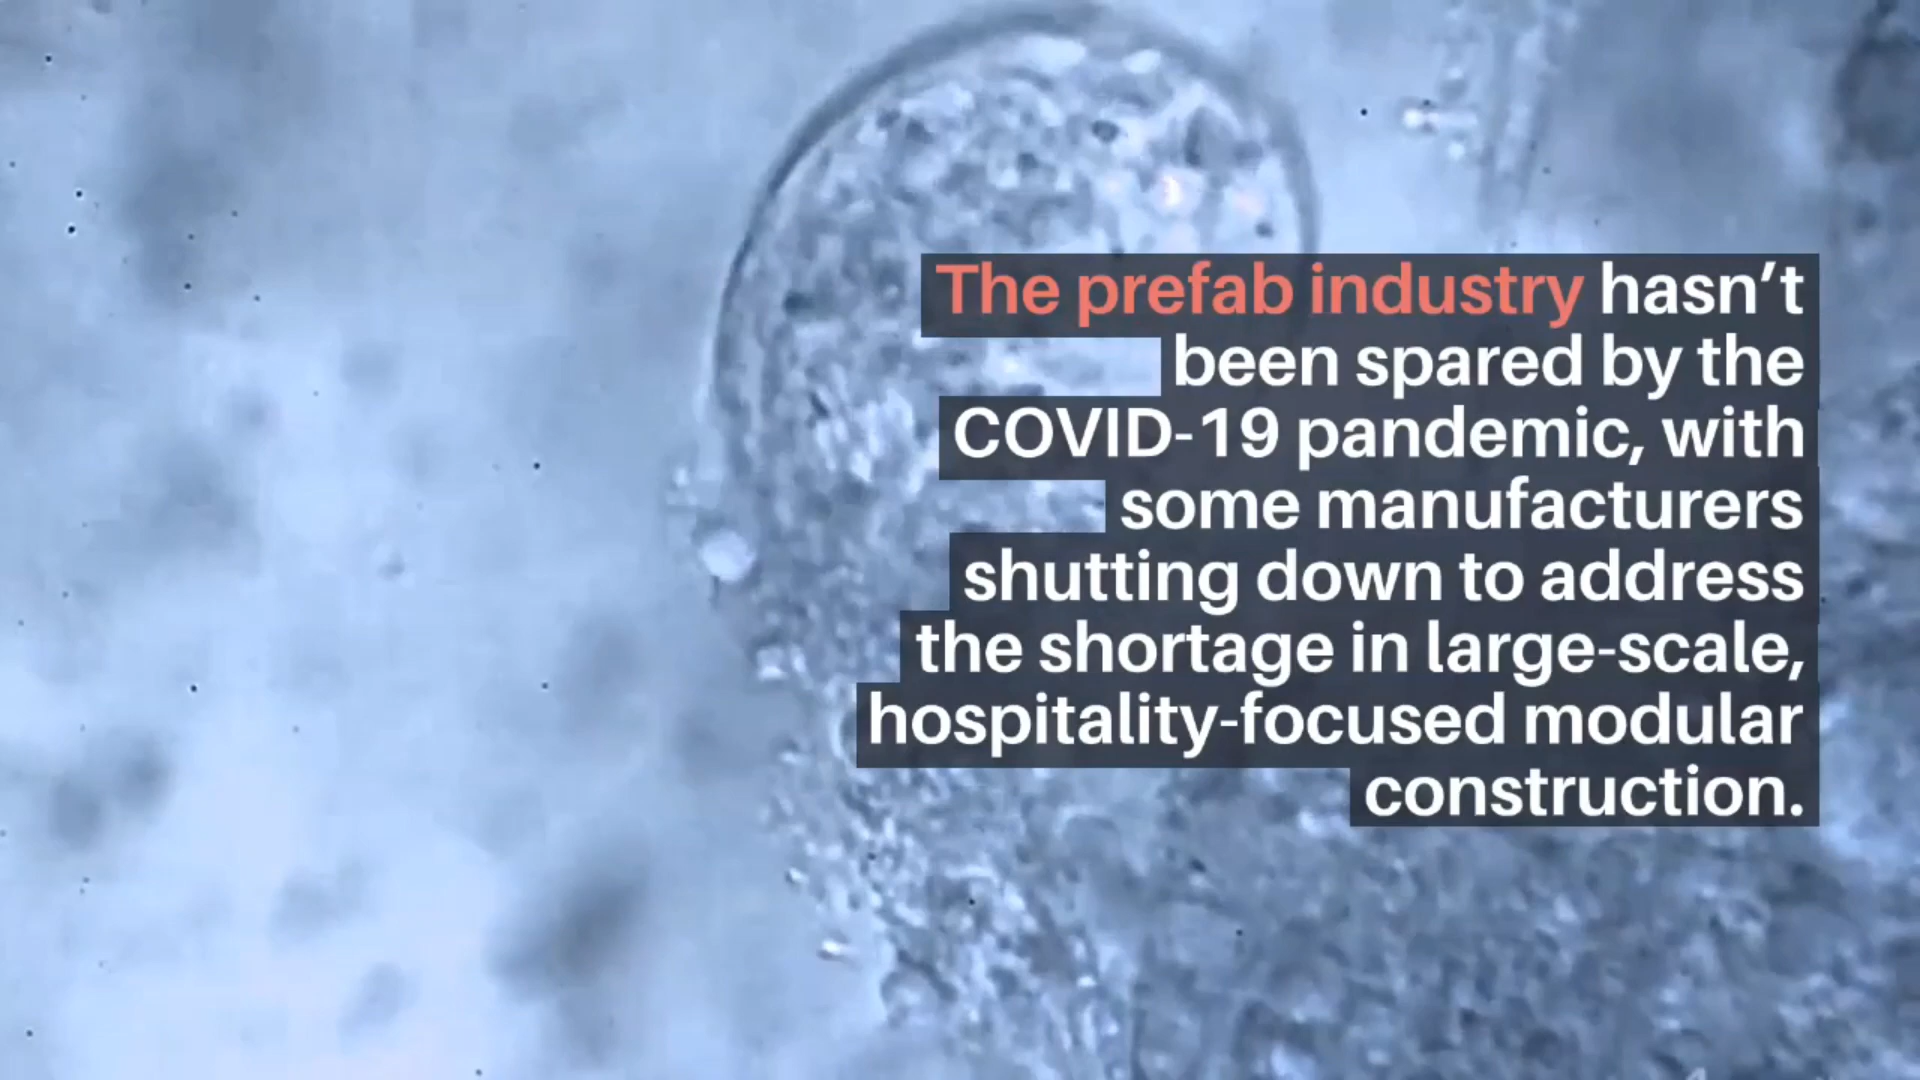 The prefab industry hasn’t
been spared by the
COVID-19 pandemic, with
some manufacturers
shutting down to address
the shortage in large-scale,
hospitality-focused modular
construction.